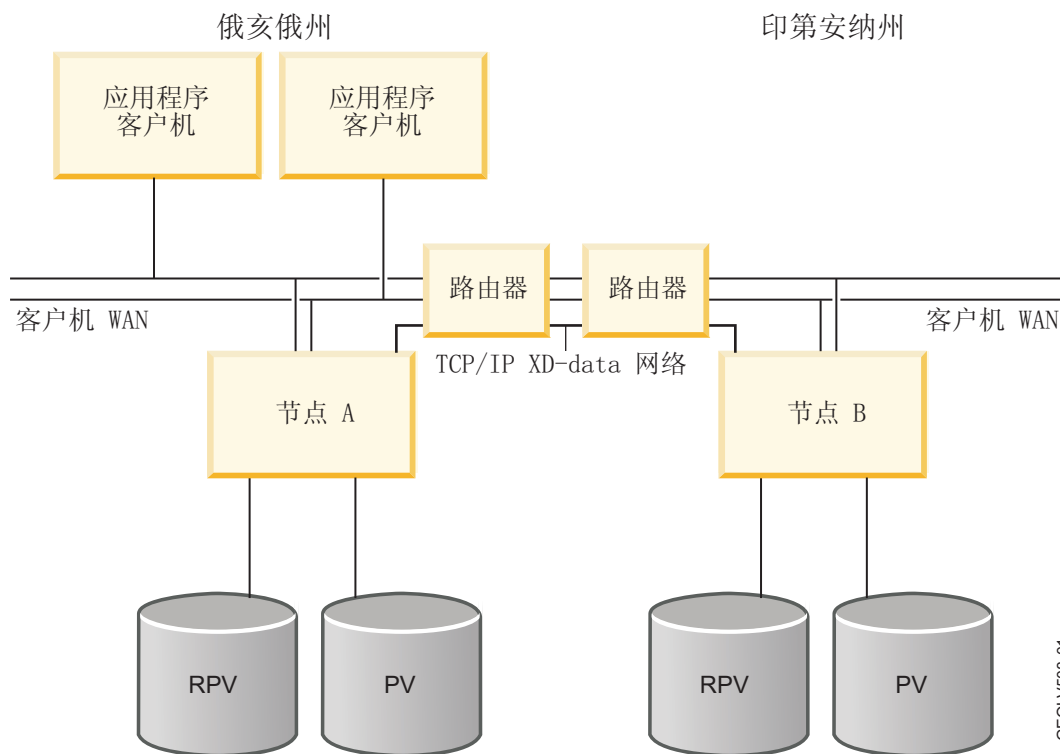 俄亥俄州
印第安纳州
应用程序
客户机
应用程序
客户机
路由器
路由器
客户机 WAN
客户机 WAN
TCP/IP XD-data 网络
节点 A
节点 B
RPV
PV
RPV
PV